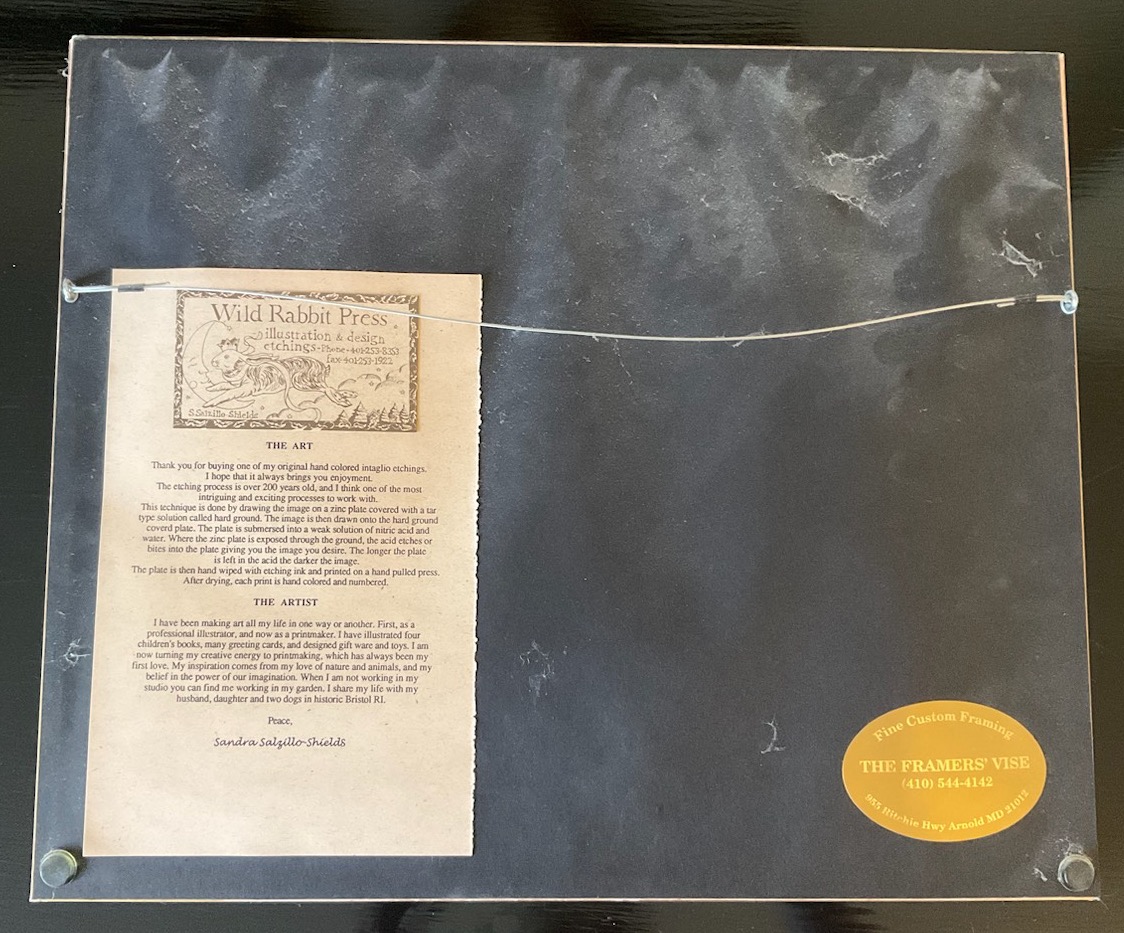 Wild Rabbit Press
illustration & design
etchings-Phone-401-253-8353
fax-401-253-1922
S.Salzillo-Shields
THE ART
Thank you for buying one of my original hand colored intaglio etchings.
I hope that it always brings you enjoyment.
The etching process is over 200 years old, and I think one of the most
intriguing and exciting processes to work with.
This technique is done by drawing the image on a zinc plate covered with a tar
type solution called hard ground. The image is then drawn onto the hard ground
coverd plate. The plate is submersed into a weak solution of nitric acid and
water. Where the zinc plate is exposed through the ground, the acid etches or
bites into the plate giving you the image you desire. The longer the plate
is left in the acid the darker the image.
The plate is then hand wiped with etching ink and printed on a hand pulled press.
After drying, each print is hand colored and numbered.
THE ARTIST
I have been making art all my life in one way or another. First, as a
professional illustrator, and now as a printmaker. I have illustrated four
children's books, many greeting cards, and designed gift ware and toys. I am
now turning my creative energy to printmaking, which has always been my
first love. My inspiration comes from my love of nature and animals, and my
belief in the power of our imagination. When I am not working in my
studio you can find me working in my garden. I share my life with my
husband, daughter and two dogs in historic Bristol RI.
Peace,
Sandra Salzillo-Shields
Fine Custom Framing
THE FRAMERS' VISE
(410) 544-4142
955 Ritchie Hwy Arnold MD 21012